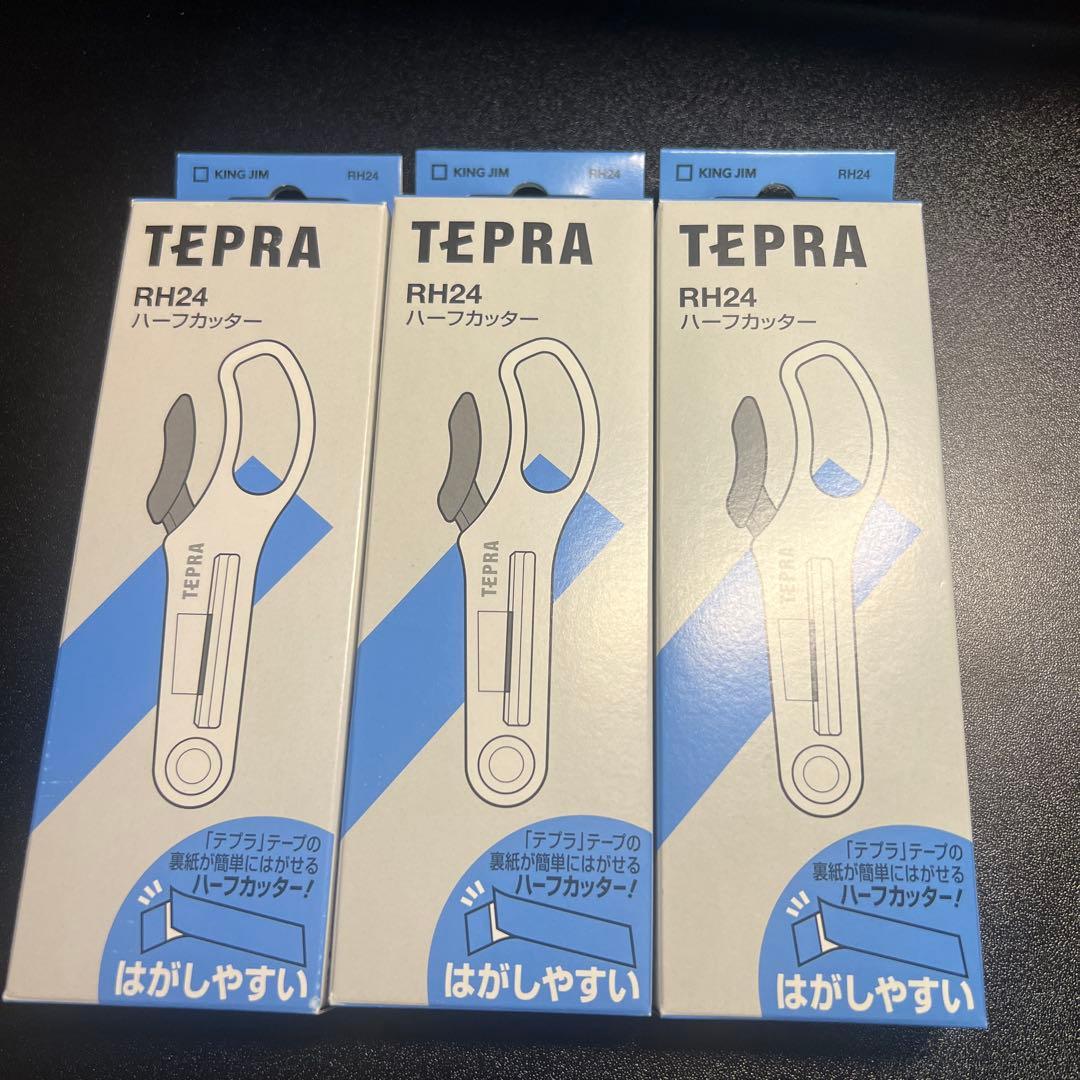 KING JIM RH24
TEPRA
RH24
ハーフカッター
TEPRA
「テプラ」テープの
裏紙が簡単にはがせる
ハーフカッター!
はがしやすい
KING JIM RH24
TEPRA
RH24
ハーフカッター
TEPRA
「テプラ」テープの
裏紙が簡単にはがせる
ハーフカッター!
はがしやすい
KING JIM RH24
TEPRA
RH24
ハーフカッター
TEPRA
「テプラ」テープの
裏紙が簡単にはがせる
ハーフカッター!
はがしやすい